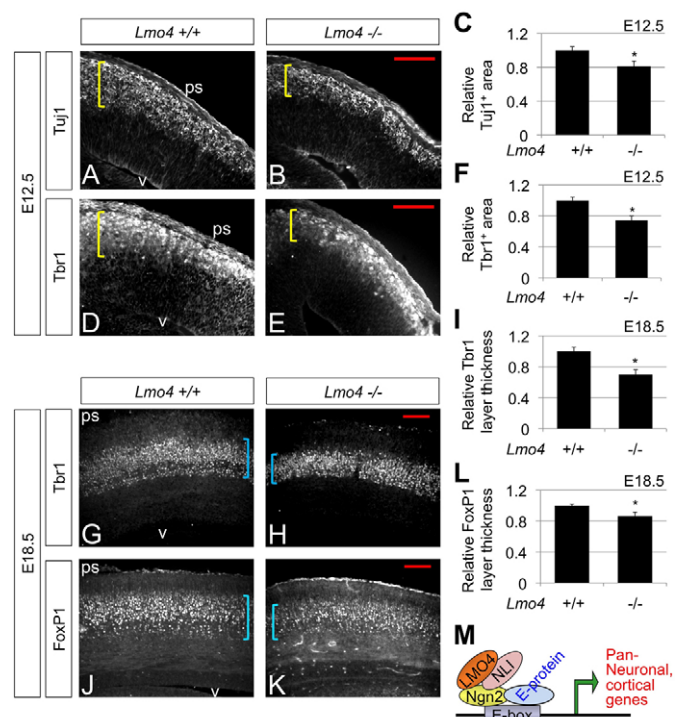 Lmo4 +/+
Lmo4 -/-
E12.5
Tuj1
A
ps
v
B
Tbr1
D
ps
v
E
C
E12.5
Relative
Tuj1+ area
1.2
0.8
0.4
0
*
Lmo4 +/+ -/-
F
E12.5
Relative
Tbr1+ area
1.2
0.8
0.4
0
*
Lmo4 +/+ -/-
Lmo4 +/+
Lmo4 -/-
E18.5
Tbr1
ps
G
v
H
FoxP1
ps
J
v
K
I
E18.5
Relative Tbr1
layer thickness
1.2
0.8
0.4
0
*
Lmo4 +/+ -/-
L
E18.5
Relative FoxP1
layer thickness
1.2
0.8
0.4
0
*
Lmo4 +/+ -/-
M
LMO4
NLI
Ngn2
E-protein
E-box
Pan-
Neuronal,
cortical
genes